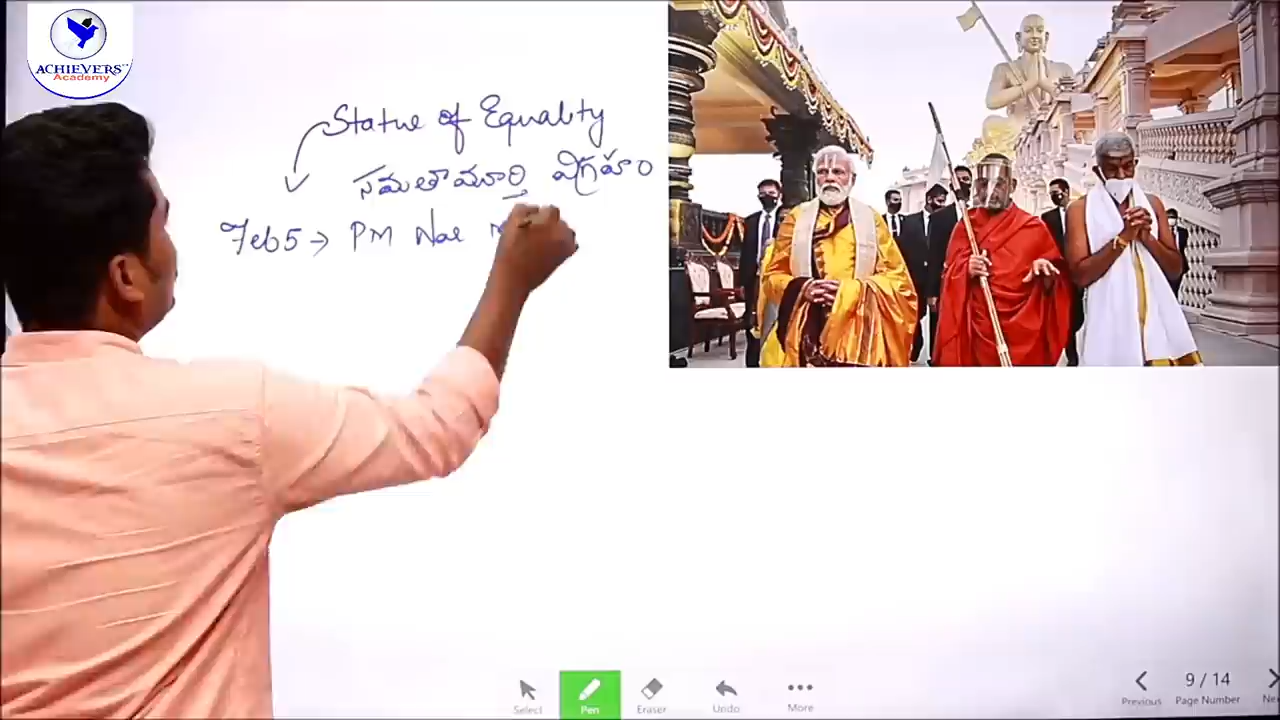 ACHIEVERS
Academy
Statue of Equality
సమతామూర్తి విగ్రహం
Feb 5 → PM Nar
Select
Pen
Eraser
Undo
More
Previous
9 / 14
Page Number